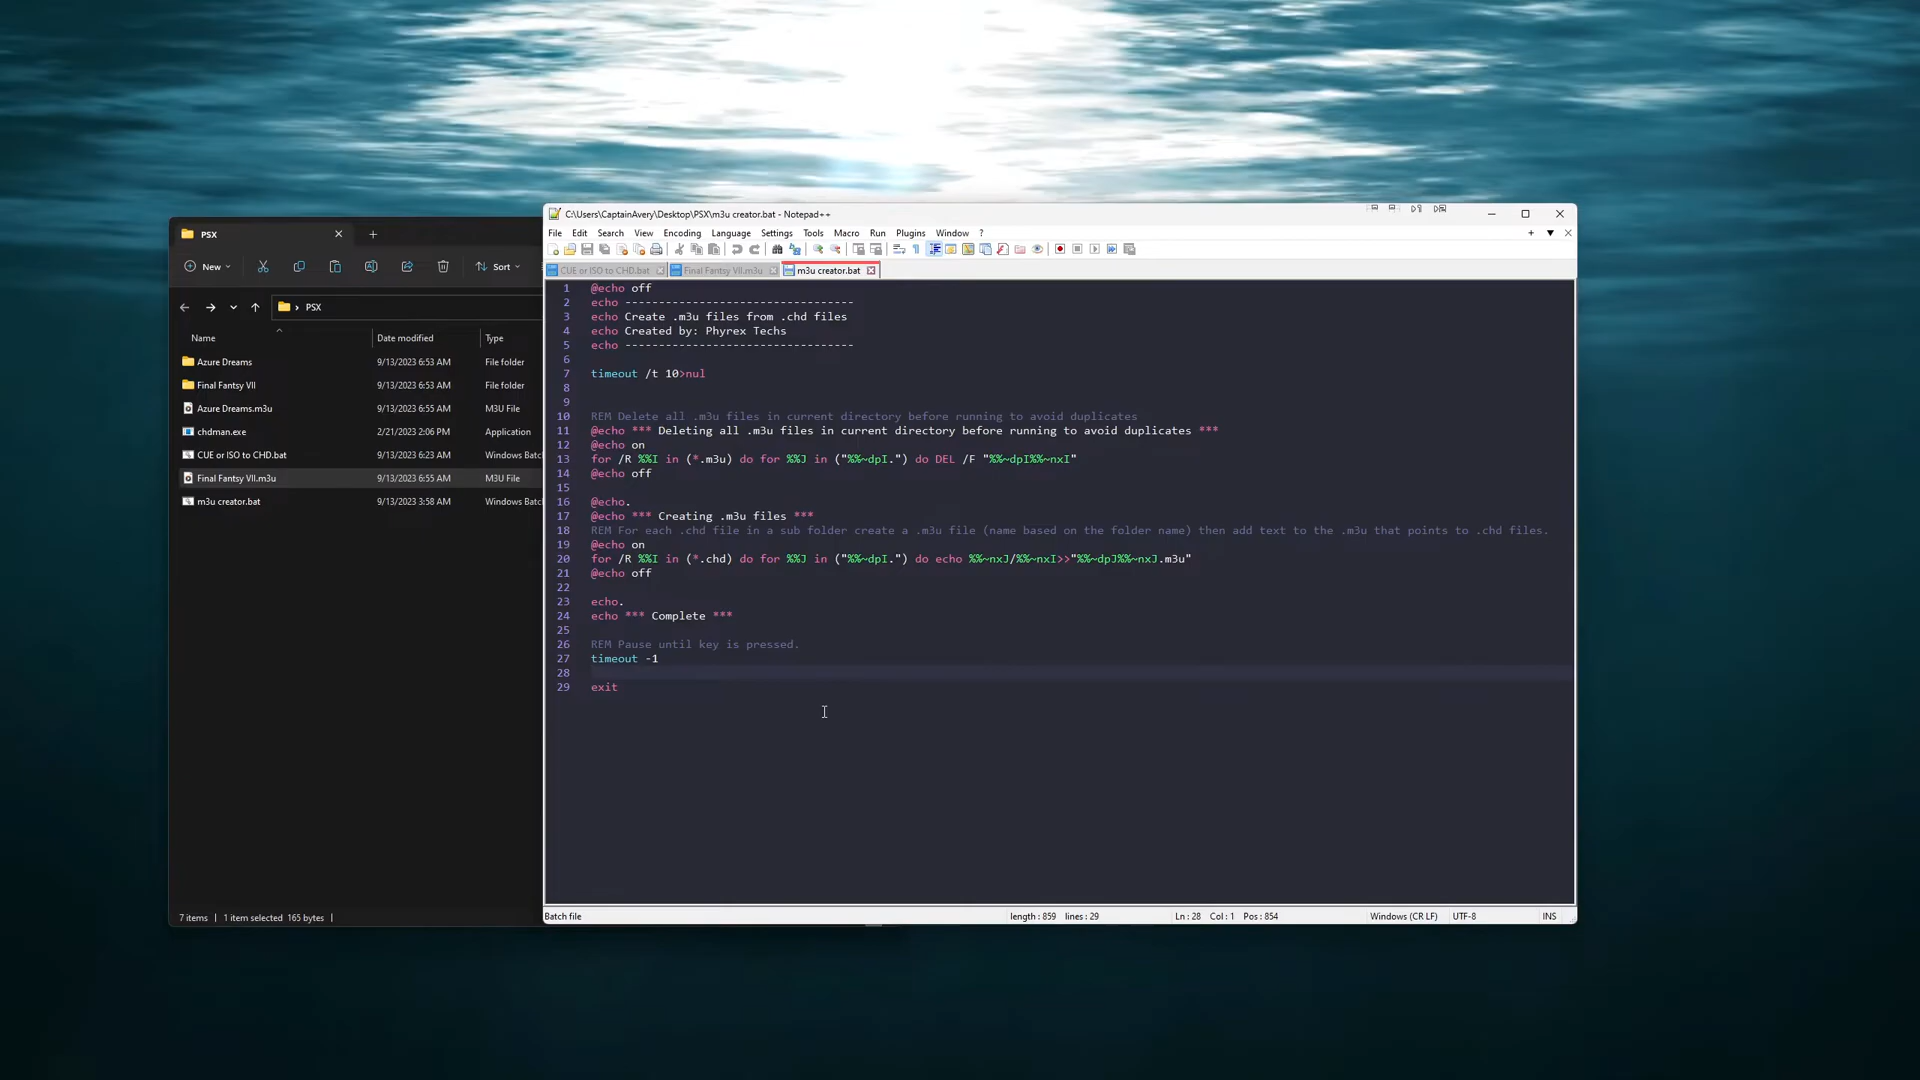 PSX
New
Sort
PSX
Name Date modified Type
Azure Dreams 9/13/2023 6:53 AM File folder
Final Fantsy VII 9/13/2023 6:53 AM File folder
Azure Dreams.m3u 9/13/2023 6:55 AM M3U File
chdman.exe 2/21/2023 2:06 PM Application
CUE or ISO to CHD.bat 9/13/2023 6:23 AM Windows Batc
Final Fantsy VII.m3u 9/13/2023 6:55 AM M3U File
m3u creator.bat 9/13/2023 3:58 AM Windows Batc
7 items 1 item selected 165 bytes
C:\Users\CaptainAvery\Desktop\PSX\m3u creator.bat - Notepad++
File Edit Search View Encoding Language Settings Tools Macro Run Plugins Window ?
CUE or ISO to CHD.bat Final Fantsy VII.m3u m3u creator.bat
1 @echo off
2 echo ----------------------------------
3 echo Create .m3u files from .chd files
4 echo Created by: Phyrex Techs
5 echo ----------------------------------
6
7 timeout /t 10>nul
8
9
10 REM Delete all .m3u files in current directory before running to avoid duplicates
11 @echo *** Deleting all .m3u files in current directory before running to avoid duplicates ***
12 @echo on
13 for /R %%I in (*.m3u) do for %%J in ("%%~dpI.") do DEL /F "%%~dpI%%~nxI"
14 @echo off
15
16 @echo.
17 @echo *** Creating .m3u files ***
18 REM For each .chd file in a sub folder create a .m3u file (name based on the folder name) then add text to the .m3u that points to .chd files.
19 @echo on
20 for /R %%I in (*.chd) do for %%J in ("%%~dpI.") do echo %%~nxJ/%%~nxI>>"%%~dpJ%%~nxJ.m3u"
21 @echo off
22
23 echo.
24 echo *** Complete ***
25
26 REM Pause until key is pressed.
27 timeout -1
28
29 exit
Batch file length : 859 lines : 29 Ln : 28 Col : 1 Pos : 854 Windows (CR LF) UTF-8 INS